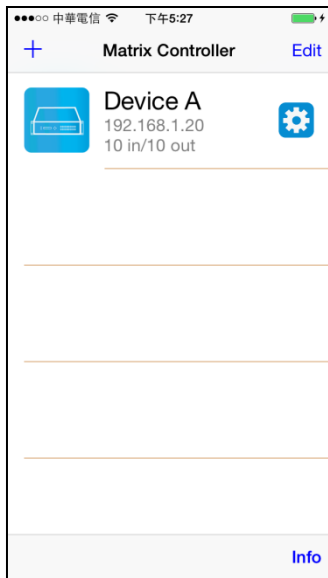 中華電信 下午5:27
+ Matrix Controller Edit
Device A
192.168.1.20
10 in/10 out
Info